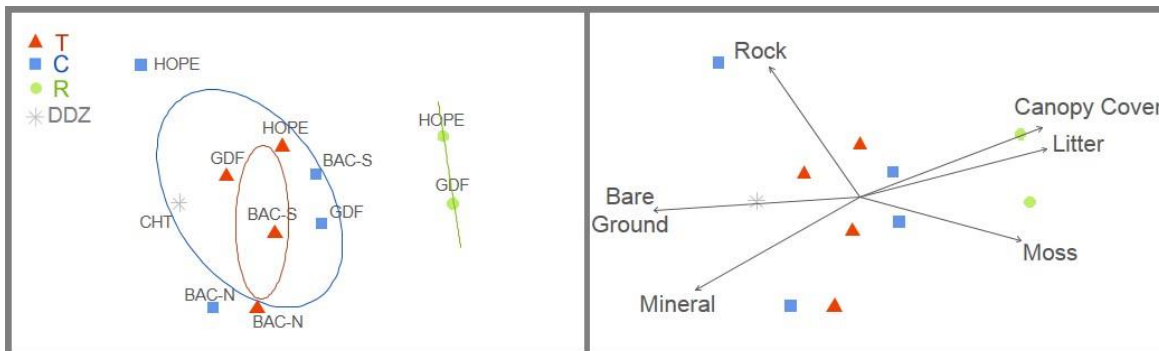 T
C
R
DDZ
HOPE
HOPE
HOPE
GDF
BAC-S
GDF
CHT
BAC-S
GDF
BAC-N
BAC-N
Rock
Canopy Cover
Litter
Bare
Ground
Moss
Mineral